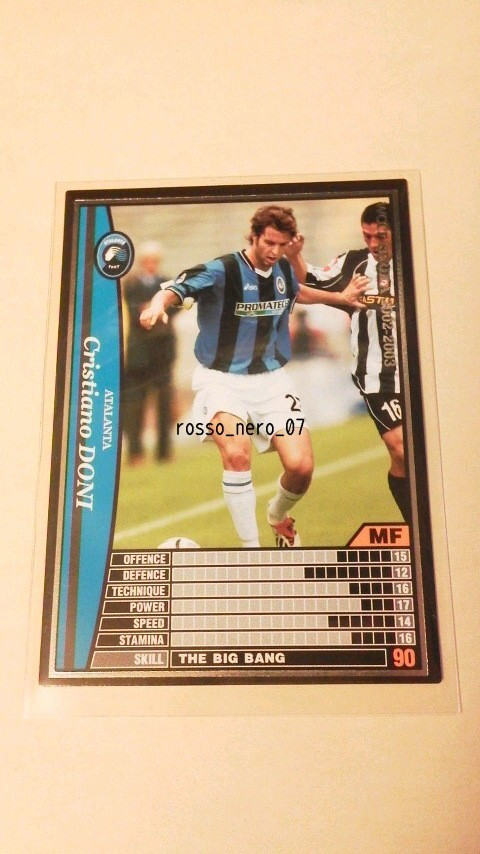 ATALANTA
Cristiano DONI
PROMATECH
2002-2003
16
rosso_nero_07
MF
OFFENCE 15
DEFENCE 12
TECHNIQUE 16
POWER 17
SPEED 14
STAMINA 16
SKILL THE BIG BANG 90